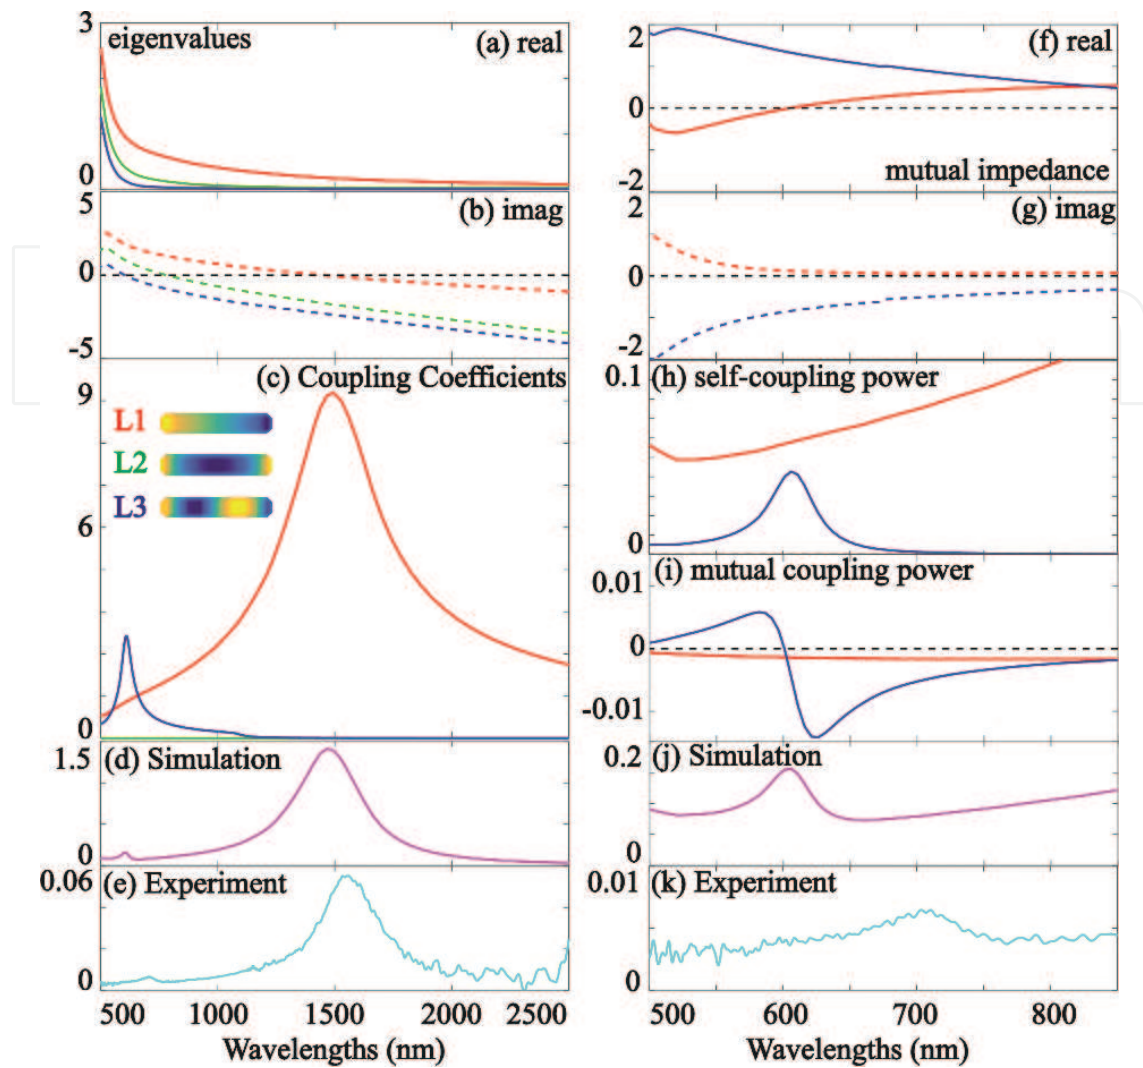 3
eigenvalues
(a) real
0
5
(b) imag
0
-5
(c) Coupling Coefficients
9
L1
L2
L3
6
0
1.5
(d) Simulation
0
0.06
(e) Experiment
0
500 1000 1500 2000 2500
Wavelengths (nm)
2
(f) real
0
mutual impedance
-2
2
(g) imag
0
-2
0.1
(h) self-coupling power
0
(i) mutual coupling power
0.01
0
-0.01
0.2
(j) Simulation
0
0.01
(k) Experiment
0
500 600 700 800
Wavelengths (nm)